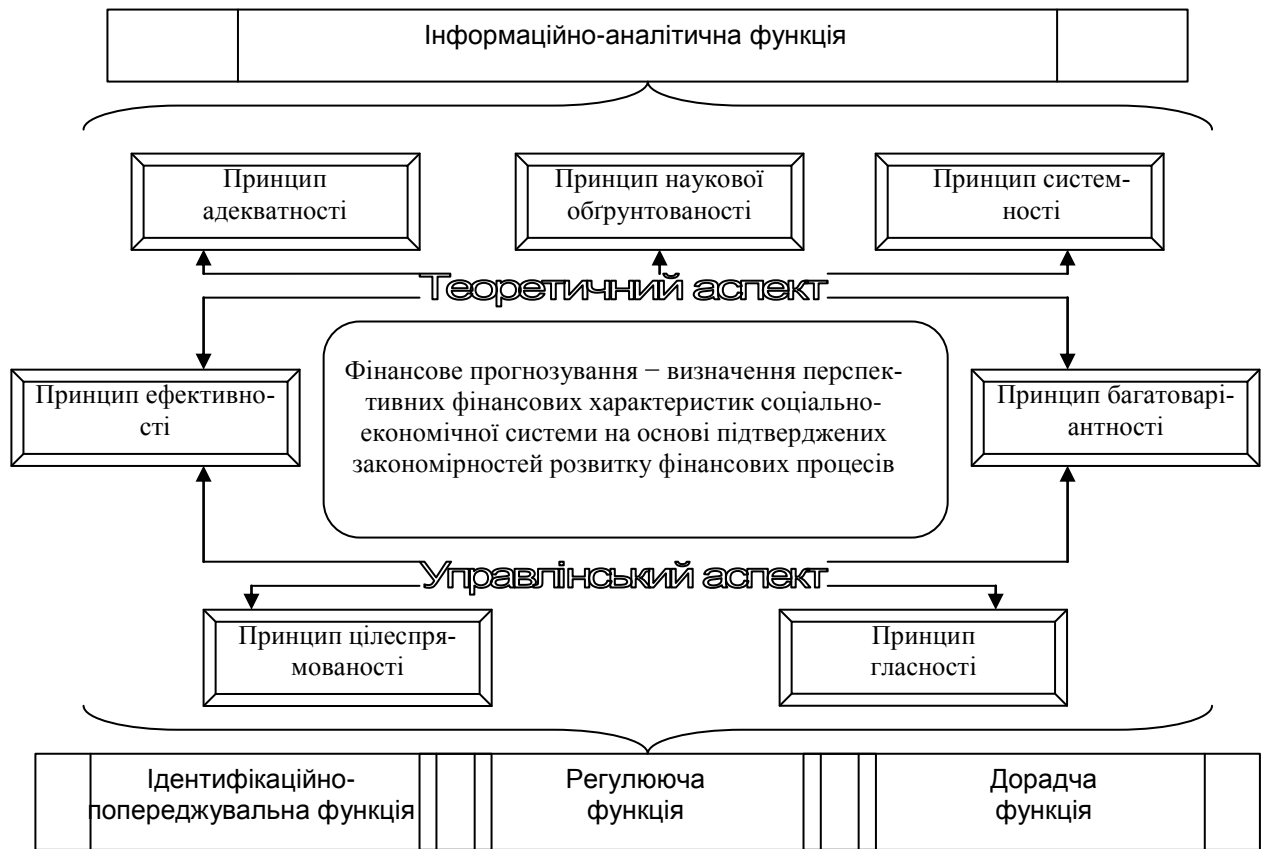 Інформаційно-аналітична функція
Принцип
адекватності
Принцип наукової
обґрунтованості
Принцип систем-
ності
Теоретичний аспект
Принцип ефективно-
сті
Фінансове прогнозування − визначення перспек-
тивних фінансових характеристик соціально-
економічної системи на основі підтверджених
закономірностей розвитку фінансових процесів
Принцип багатоварі-
антності
Управлінський аспект
Принцип цілеспря-
мованості
Принцип
гласності
Ідентифікаційно-
попереджувальна функція
Регулююча
функція
Дорадча
функція